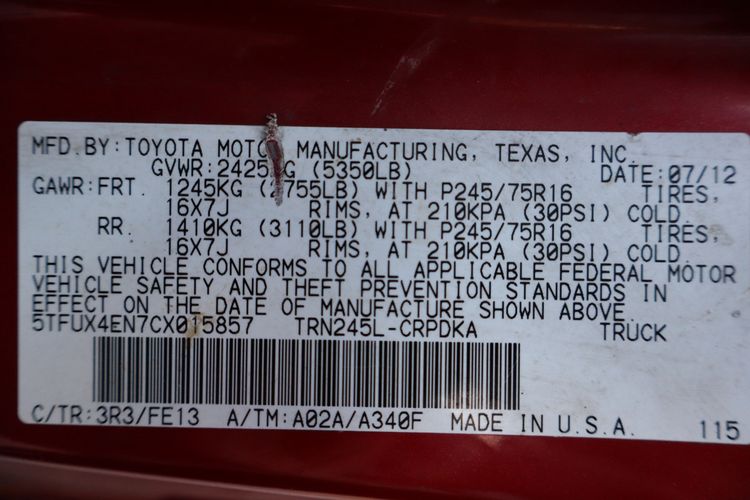 MFD.BY:TOYOTA MOTOR MANUFACTURING, TEXAS, INC.
GVWR:2425KG (5350LB) DATE:07/12
GAWR:FRT. 1245KG (2755LB) WITH P245/75R16 TIRES,
16X7J RIMS, AT 210KPA (30PSI) COLD
RR. 1410KG (3110LB) WITH P245/75R16 TIRES,
16X7J RIMS, AT 210KPA (30PSI) COLD
THIS VEHICLE CONFORMS TO ALL APPLICABLE FEDERAL MOTOR
VEHICLE SAFETY AND THEFT PREVENTION STANDARDS IN
EFFECT ON THE DATE OF MANUFACTURE SHOWN ABOVE.
5TFUX4EN7CX015857 TRN245L-CRPDKA TRUCK
C/TR:3R3/FE13 A/TM:A02A/A340F MADE IN U.S.A. 115